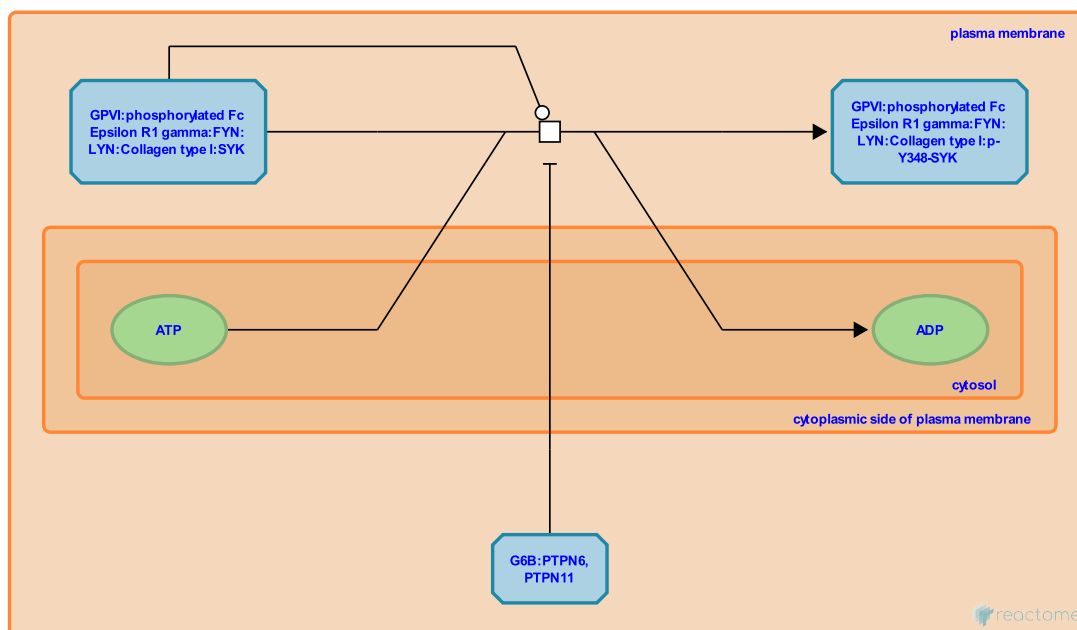 plasma membrane
GPVI:phosphorylated Fc
Epsilon R1 gamma:FYN:
LYN:Collagen type I:SYK
GPVI:phosphorylated Fc
Epsilon R1 gamma:FYN:
LYN:Collagen type I:p-
Y348-SYK
ATP
ADP
cytosol
cytoplasmic side of plasma membrane
G6B:PTPN6,
PTPN11
reactome